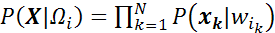 P(X|Ω_i) = ∏_{k=1}^{N} P(x_k|w_{i_k})